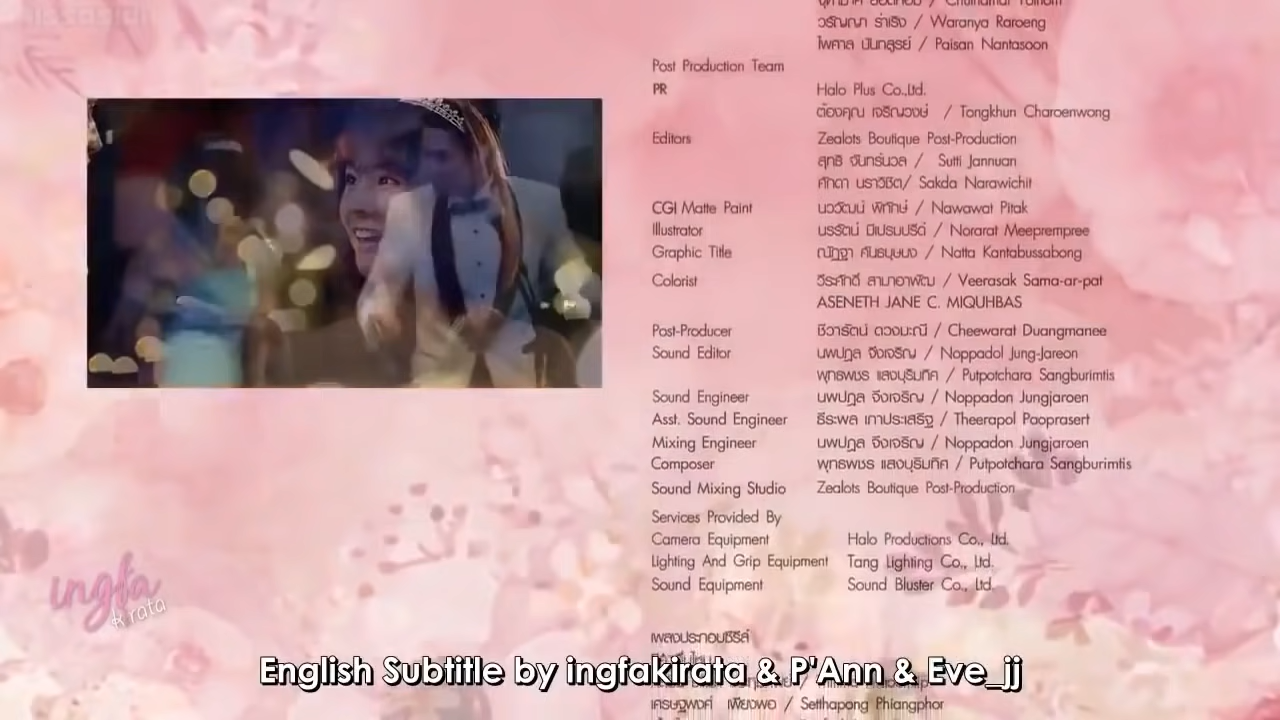 วรัญญา ร่าเริง / Waranya Raroeng
ไพศาล นันทสูรย์ / Paisan Nantasoon
Post Production Team
PR Halo Plus Co.,Ltd.
ต้องคุณ เจริญวงษ์ / Tongkhun Charoenwong
Editors Zealots Boutique Post-Production
สุทธิ จันทร์นวล / Sutti Jannuan
ศักดา นราวิชิต/ Sakda Narawichit
CGI Matte Paint นววัฒน์ พิทักษ์ / Nawawat Pitak
Illustrator นรรัตน์ มีเปรมปรีดิ์ / Norarat Meeprempree
Graphic Title ณัฏฐา คันธบุษบง / Natta Kantabussabong
Colorist วีรศักดิ์ สามาอาพัฒ / Veerasak Sama-ar-pat
ASENETH JANE C. MIQUHBAS
Post-Producer ชีวารัตน์ ดวงมะณี / Cheewarat Duangmanee
Sound Editor นพปฎล จึงเจริญ / Noppadol Jung-Jareon
พุทธพชร แสงบุริมทิศ / Putpotchara Sangburimtis
Sound Engineer นพปฎล จึงเจริญ / Noppadon Jungjaroen
Asst. Sound Engineer ธีระพล เกาประเสริฐ / Theerapol Paoprasert
Mixing Engineer นพปฎล จึงเจริญ / Noppadon Jungjaroen
Composer พุทธพชร แสงบุริมทิศ / Putpotchara Sangburimtis
Sound Mixing Studio Zealots Boutique Post-Production
Services Provided By
Camera Equipment Halo Productions Co., Ltd.
Lighting And Grip Equipment Tang Lighting Co., Ltd.
Sound Equipment Sound Bluster Co., Ltd.
ingfa
kirata
เพลงประกอบซีรีส์
English Subtitle by ingfakirata & P'Ann & Eve_jj
เศรษฐพงศ์ เพียงพอ / Setthapong Phiangphor